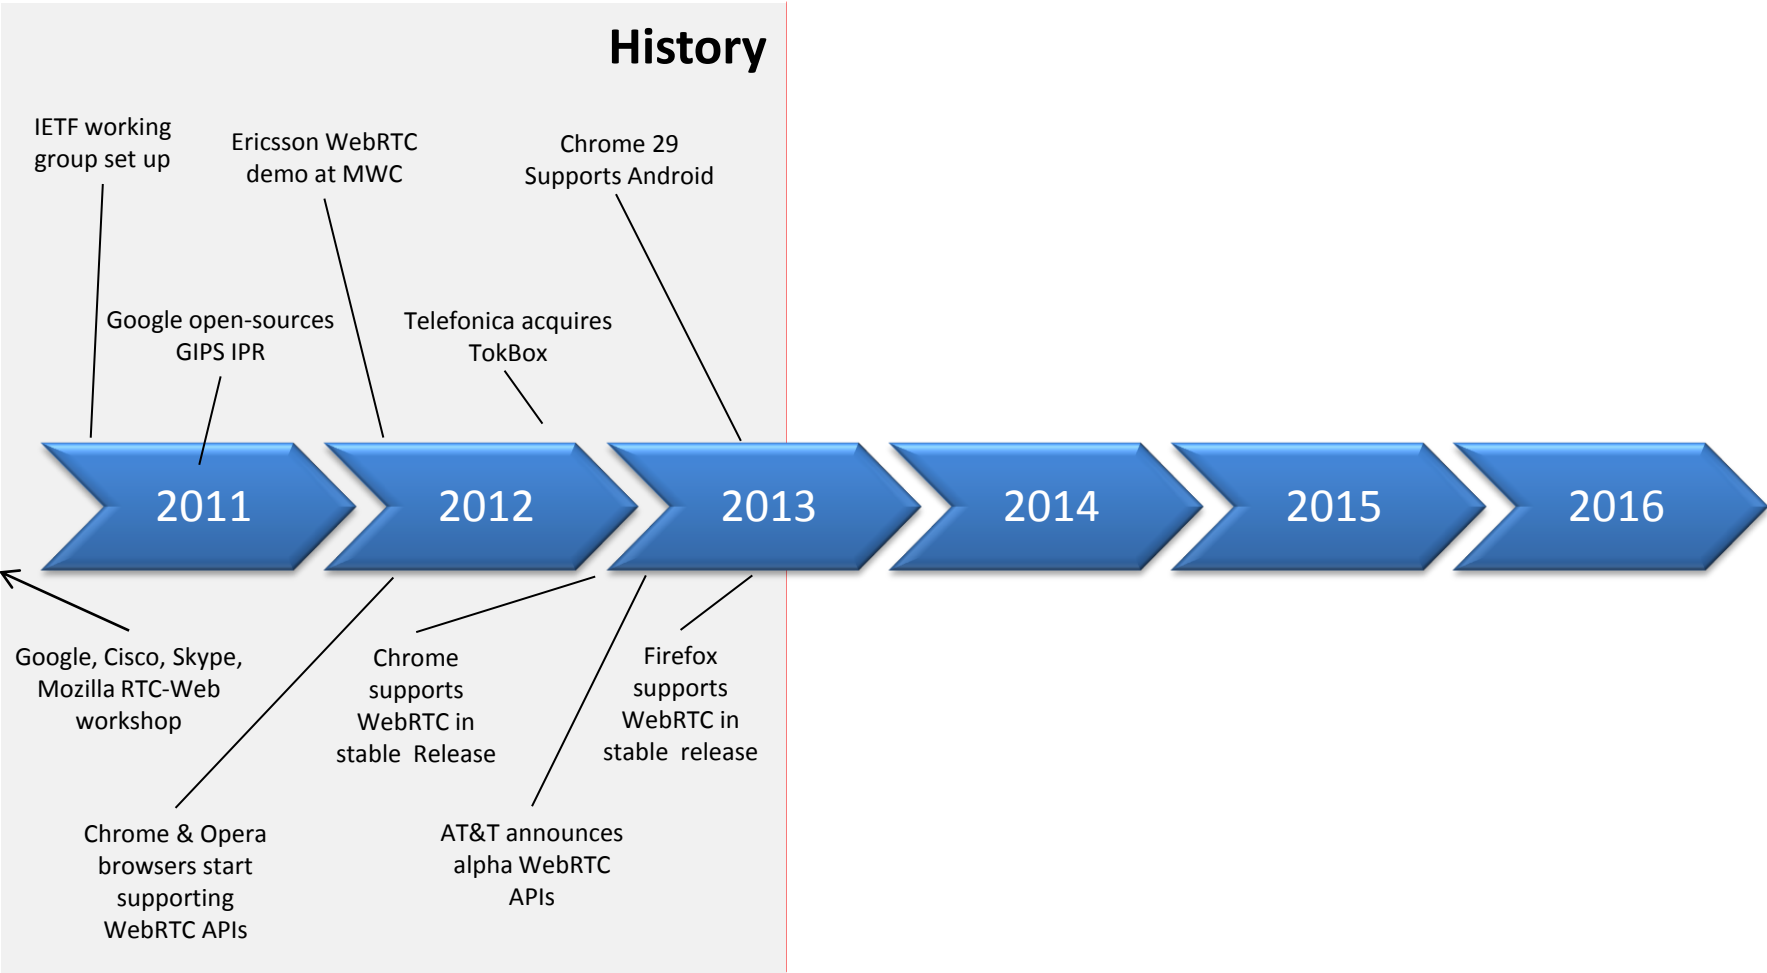 History
IETF working
group set up
Ericsson WebRTC
demo at MWC
Chrome 29
Supports Android
Google open-sources
GIPS IPR
Telefonica acquires
TokBox
2011
2012
2013
2014
2015
2016
Google, Cisco, Skype,
Mozilla RTC-Web
workshop
Chrome
supports
WebRTC in
stable Release
Firefox
supports
WebRTC in
stable release
Chrome & Opera
browsers start
supporting
WebRTC APIs
AT&T announces
alpha WebRTC
APIs